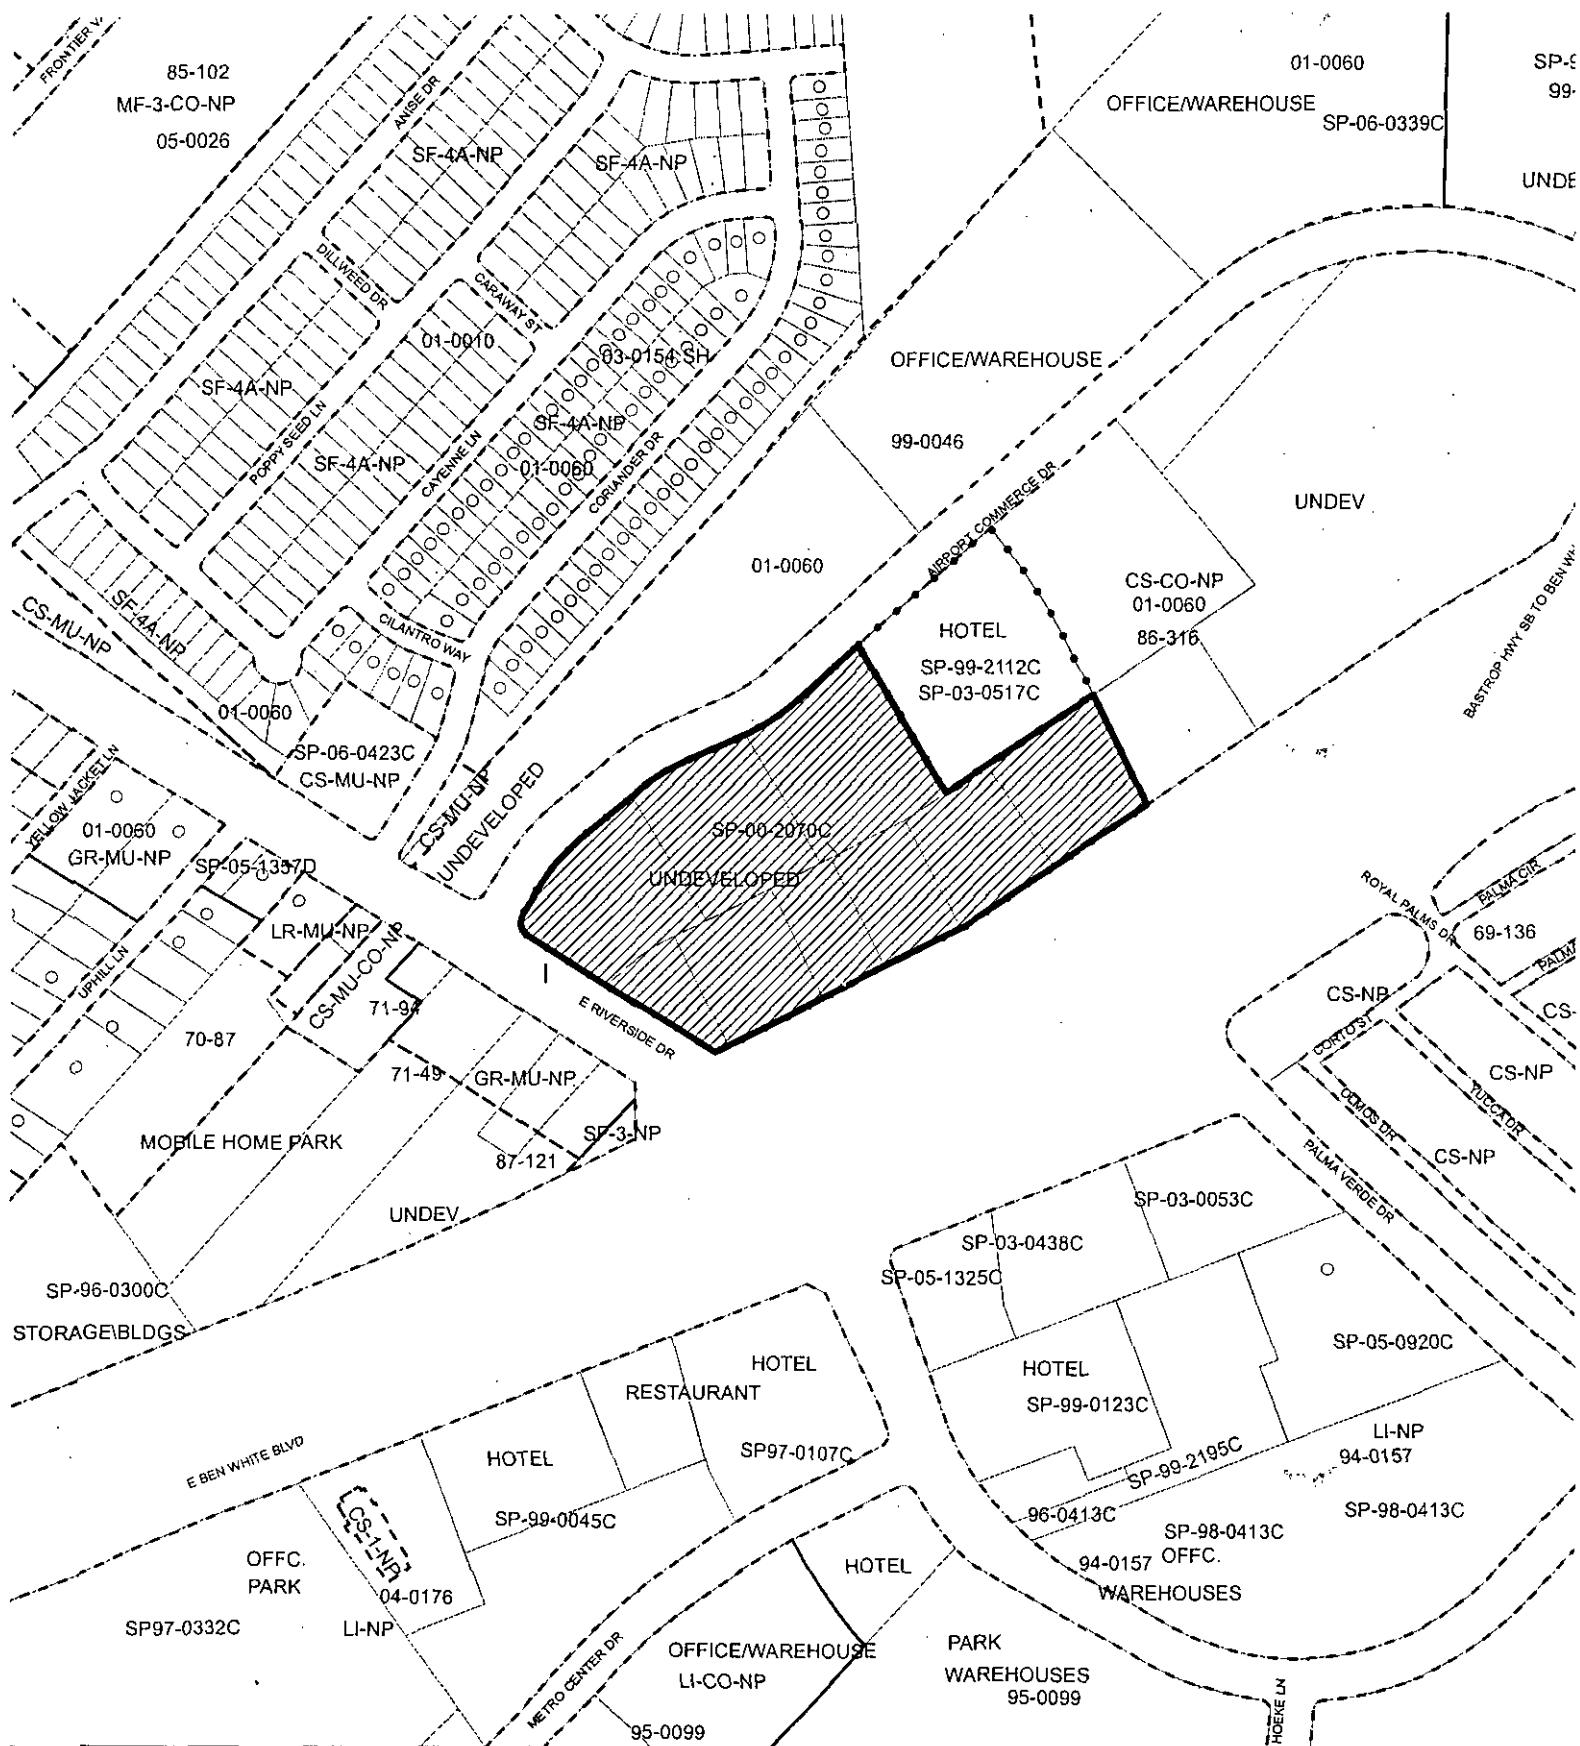 FRONTIER
85-102
MF-3-CO-NP
05-0026
ANISE DR
SF-4A-NP
SF-4A-NP
01-0060
OFFICE/WAREHOUSE
SP-06-0339C
SP-9
99-
UNDE
DILLWEED DR
CARAWAY ST
01-0010
03-0154-SH
SF-4A-NP
SF-4A-NP
POPPY SEED LN
SF-4A-NP
CAYENNE LN
01-0060
CORIANDER DR
OFFICE/WAREHOUSE
99-0046
AIRPORT COMMERCE DR
UNDEV
01-0060
CS-CO-NP
01-0060
86-316
BASTROP HWY SB TO BEN WH
HOTEL
SP-99-2112C
SP-03-0517C
CS-MU-NP
SF-4A-NP
CILANTRO WAY
01-0060
SP-06-0423C
CS-MU-NP
CS-MU-NP
UNDEVELOPED
YELLOW JACKET LN
01-0060
GR-MU-NP
SP-05-1357D
SP-00-2070C
UNDEVELOPED
UPHILL LN
LR-MU-NP
CS-MU-CO-NP
71-94
70-87
E RIVERSIDE DR
71-49
GR-MU-NP
SF-3-NP
87-121
MOBILE HOME PARK
UNDEV
ROYAL PALMS DR
PALMA CIR
69-136
PALMA
CS-NP
CS-
CORTO ST
CS-NP
OLMOS DR
YUCCA DR
CS-NP
PALMA VERDE DR
SP-03-0053C
SP-03-0438C
SP-05-1325C
SP-96-0300C
STORAGE\BLDGS
SP-05-0920C
HOTEL
RESTAURANT
HOTEL
SP-99-0123C
SP97-0107C
HOTEL
SP-99-0045C
E BEN WHITE BLVD
LI-NP
94-0157
SP-99-2195C
96-0413C
SP-98-0413C
SP-98-0413C
OFFC.
94-0157
WAREHOUSES
CS-1-NP
OFFC.
PARK
04-0176
SP97-0332C
LI-NP
HOTEL
METRO CENTER DR
OFFICE/WAREHOUSE
LI-CO-NP
95-0099
PARK
WAREHOUSES
95-0099
HOEKE LN